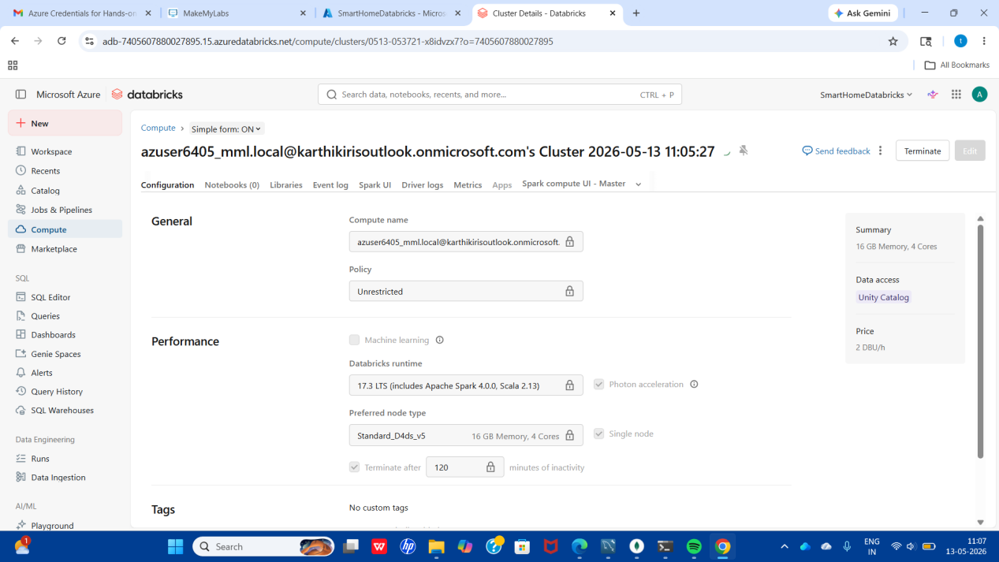 Azure Credentials for Hands-on
MakeMyLabs
SmartHomeDatabricks - Micros
Cluster Details - Databricks
Ask Gemini
adb-7405607880027895.15.azuredatabricks.net/compute/clusters/0513-053721-x8idvzx7?o=7405607880027895
t
All Bookmarks
Microsoft Azure
databricks
Search data, notebooks, recents, and more...
CTRL + P
SmartHomeDatabricks
A
New
Workspace
Recents
Catalog
Jobs & Pipelines
Compute
Marketplace
SQL
SQL Editor
Queries
Dashboards
Genie Spaces
Alerts
Query History
SQL Warehouses
Data Engineering
Runs
Data Ingestion
AI/ML
Playground
Compute › Simple form: ON
azuser6405_mml.local@karthikirisoutlook.onmicrosoft.com's Cluster 2026-05-13 11:05:27
Send feedback
Terminate
Edit
Configuration
Notebooks (0)
Libraries
Event log
Spark UI
Driver logs
Metrics
Apps
Spark compute UI - Master
General
Compute name
azuser6405_mml.local@karthikirisoutlook.onmicrosoft.
Policy
Unrestricted
Performance
Machine learning
Databricks runtime
17.3 LTS (includes Apache Spark 4.0.0, Scala 2.13)
Photon acceleration
Preferred node type
Standard_D4ds_v5 16 GB Memory, 4 Cores
Single node
Terminate after 120 minutes of inactivity
Tags
No custom tags
Summary
16 GB Memory, 4 Cores
Data access
Unity Catalog
Price
2 DBU/h
1
Search
ENG
IN
11:07
13-05-2026